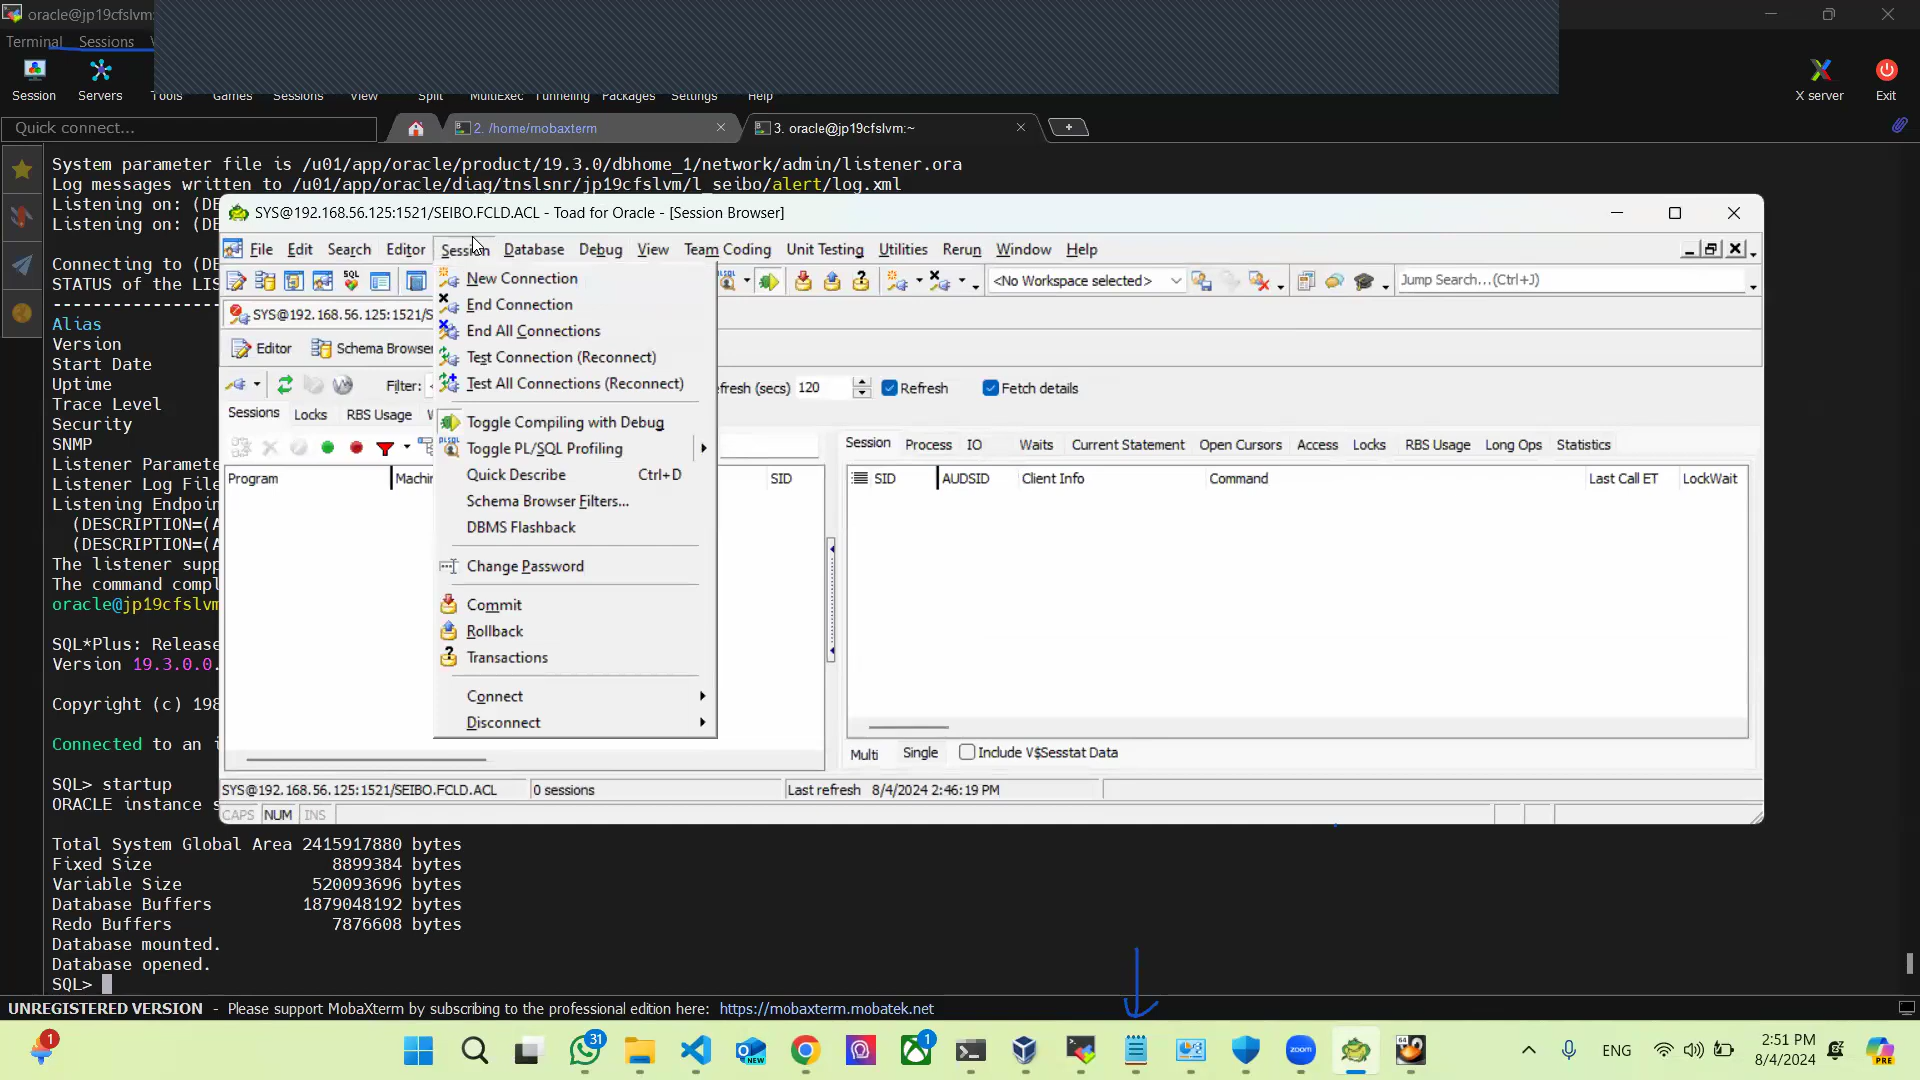 oracle@jp19cfslvm:
Terminal Sessions
Session Servers Tools Games Sessions View Split MultiExec Tunneling Packages Settings Help X server Exit
Quick connect...
2. /home/mobaxterm
3. oracle@jp19cfslvm:~
System parameter file is /u01/app/oracle/product/19.3.0/dbhome_1/network/admin/listener.ora
Log messages written to /u01/app/oracle/diag/tnslsnr/jp19cfslvm/l_seibo/alert/log.xml
Listening on: (DE
Listening on: (DE
Connecting to (DE
STATUS of the LIS
-----------------
Alias
Version
Start Date
Uptime
Trace Level
Security
SNMP
Listener Paramete
Listener Log File
Listening Endpoin
(DESCRIPTION=(A
(DESCRIPTION=(A
The listener supp
The command compl
oracle@jp19cfslvm
SQL*Plus: Release
Version 19.3.0.0.
Copyright (c) 198
Connected to an i
SQL> startup
ORACLE instance s
Total System Global Area 2415917880 bytes
Fixed Size 8899384 bytes
Variable Size 520093696 bytes
Database Buffers 1879048192 bytes
Redo Buffers 7876608 bytes
Database mounted.
Database opened.
SQL>
SYS@192.168.56.125:1521/SEIBO.FCLD.ACL - Toad for Oracle - [Session Browser]
File Edit Search Editor Session Database Debug View Team Coding Unit Testing Utilities Rerun Window Help
SQL
<No Workspace selected>
Jump Search...(Ctrl+J)
SYS@192.168.56.125:1521/S
Editor Schema Browser
Filter:
fresh (secs) 120 Refresh Fetch details
Sessions Locks RBS Usage
Program Machin SID
New Connection
End Connection
End All Connections
Test Connection (Reconnect)
Test All Connections (Reconnect)
Toggle Compiling with Debug
Toggle PL/SQL Profiling
Quick Describe Ctrl+D
Schema Browser Filters...
DBMS Flashback
Change Password
Commit
Rollback
Transactions
Connect
Disconnect
Session Process IO Waits Current Statement Open Cursors Access Locks RBS Usage Long Ops Statistics
SID AUDSID Client Info Command Last Call ET LockWait
Multi Single Include V$Sesstat Data
SYS@192.168.56.125:1521/SEIBO.FCLD.ACL 0 sessions Last refresh 8/4/2024 2:46:19 PM
CAPS NUM INS
UNREGISTERED VERSION - Please support MobaXterm by subscribing to the professional edition here: https://mobaxterm.mobatek.net
1
31
NEW
1
zoom
64
ENG
2:51 PM
8/4/2024
PRE